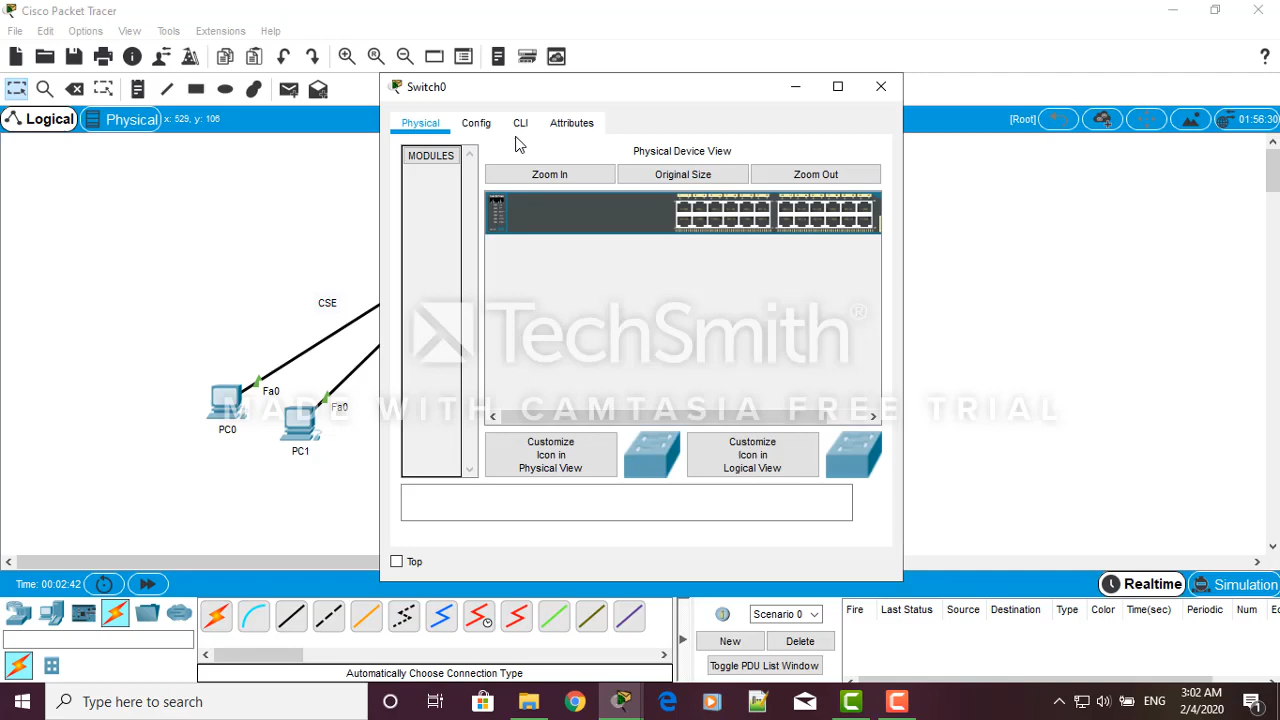 Cisco Packet Tracer
File Edit Options View Tools Extensions Help
Logical Physical x: 529, y: 106 [Root] 01:56:30
Switch0
Physical Config CLI Attributes
MODULES
Physical Device View
Zoom In Original Size Zoom Out
TechSmith®
MADE WITH CAMTASIA FREE TRIAL
CSE
Fa0
Fa0
PC0
PC1
Customize
Icon in
Physical View
Customize
Icon in
Logical View
Top
Time: 00:02:42 Realtime Simulation
Scenario 0
New Delete
Toggle PDU List Window
Fire Last Status Source Destination Type Color Time(sec) Periodic Num
Automatically Choose Connection Type
Type here to search
ENG
3:02 AM
2/4/2020
1